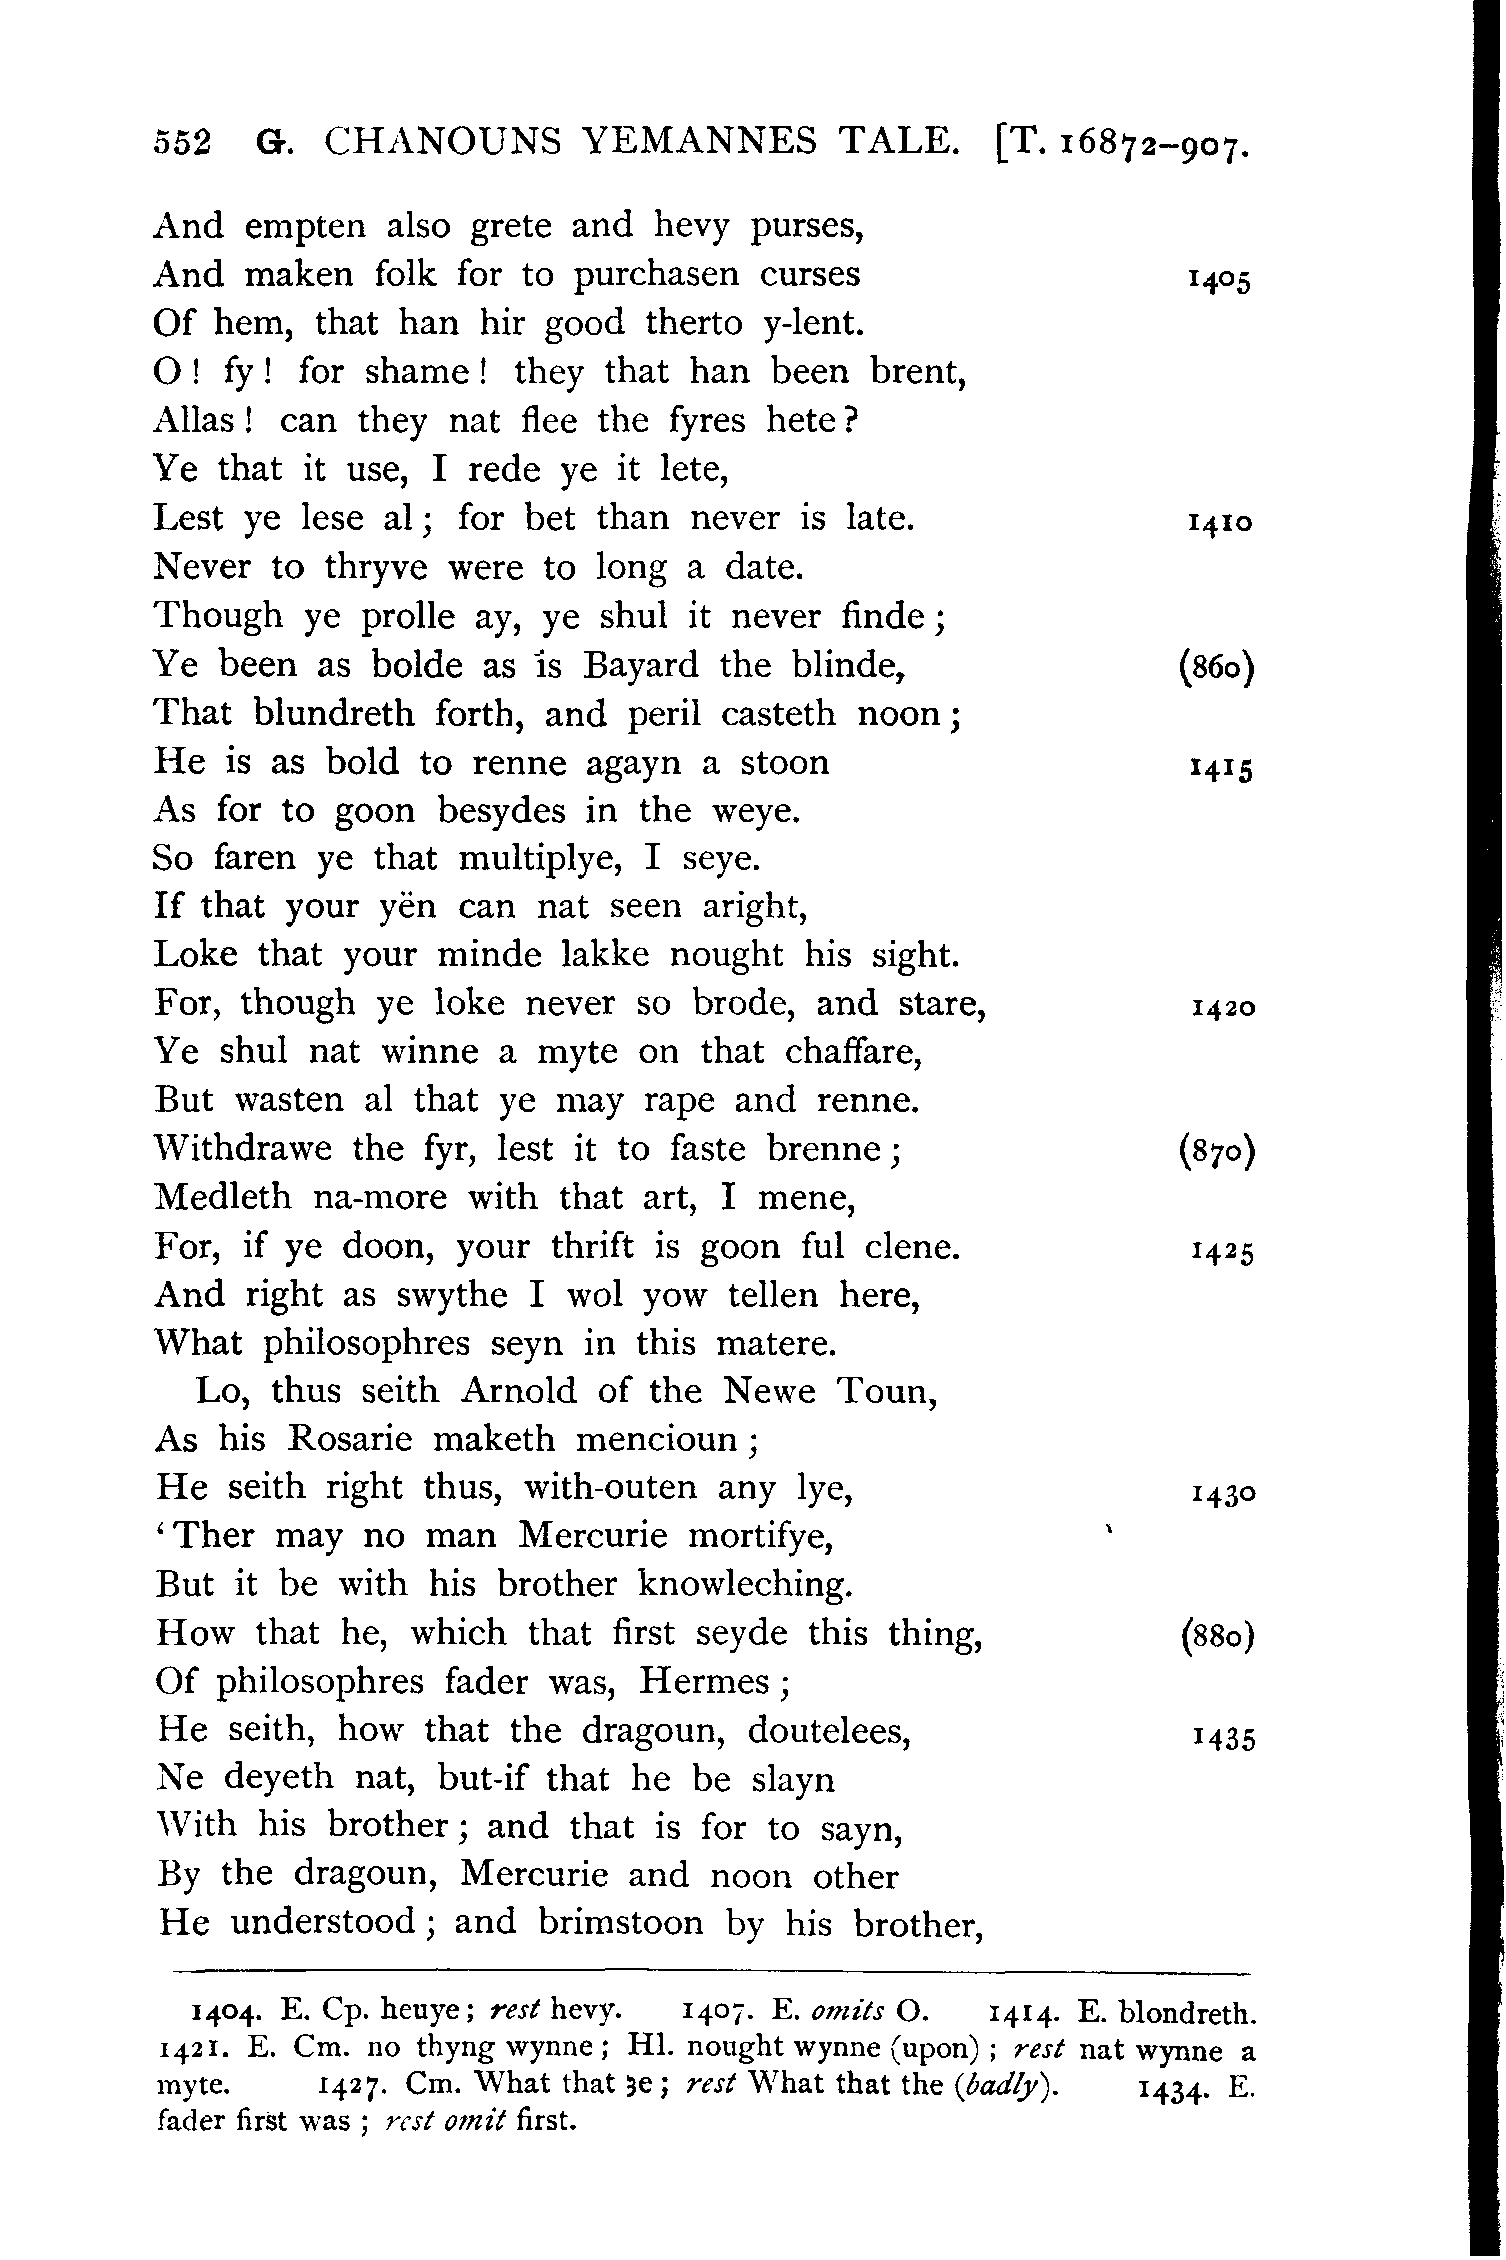 552 G. CHANOUNS YEMANNES TALE. [T. 16872–907.
And empten also grete and hevy purses,
And maken folk for to purchasen curses 1405
Of hem, that han hir good therto y-lent.
O! fy! for shame! they that han been brent,
Allas! can they nat flee the fyres hete?
Ye that it use, I rede ye it lete,
Lest ye lese al; for bet than never is late. 1410
Never to thryve were to long a date.
Though ye prolle ay, ye shul it never finde;
Ye been as bolde as is Bayard the blinde, (860)
That blundreth forth, and peril casteth noon;
He is as bold to renne agayn a stoon 1415
As for to goon besydes in the weye.
So faren ye that multiplye, I seye.
If that your yën can nat seen aright,
Loke that your minde lakke nought his sight.
For, though ye loke never so brode, and stare, 1420
Ye shul nat winne a myte on that chaffare,
But wasten al that ye may rape and renne.
Withdrawe the fyr, lest it to faste brenne; (870)
Medleth na-more with that art, I mene,
For, if ye doon, your thrift is goon ful clene. 1425
And right as swythe I wol yow tellen here,
What philosophres seyn in this matere.
Lo, thus seith Arnold of the Newe Toun,
As his Rosarie maketh mencioun;
He seith right thus, with-outen any lye, 1430
‘Ther may no man Mercurie mortifye,
But it be with his brother knowleching.
How that he, which that first seyde this thing, (880)
Of philosophres fader was, Hermes;
He seith, how that the dragoun, doutelees, 1435
Ne deyeth nat, but-if that he be slayn
With his brother; and that is for to sayn,
By the dragoun, Mercurie and noon other
He understood; and brimstoon by his brother,
1404. E. Cp. heuye; rest hevy. 1407. E. omits O. 1414. E. blondreth.
1421. E. Cm. no thyng wynne; Hl. nought wynne (upon); rest nat wynne a
myte. 1427. Cm. What that ȝe; rest What that the (badly). 1434. E.
fader first was; rest omit first.